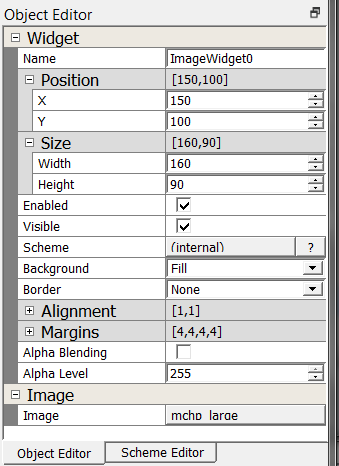 Object Editor
Widget
Name ImageWidget0
Position [150,100]
X 150
Y 100
Size [160,90]
Width 160
Height 90
Enabled
Visible
Scheme (internal) ?
Background Fill
Border None
Alignment [1,1]
Margins [4,4,4,4]
Alpha Blending
Alpha Level 255
Image
Image mchp_large
Object Editor Scheme Editor